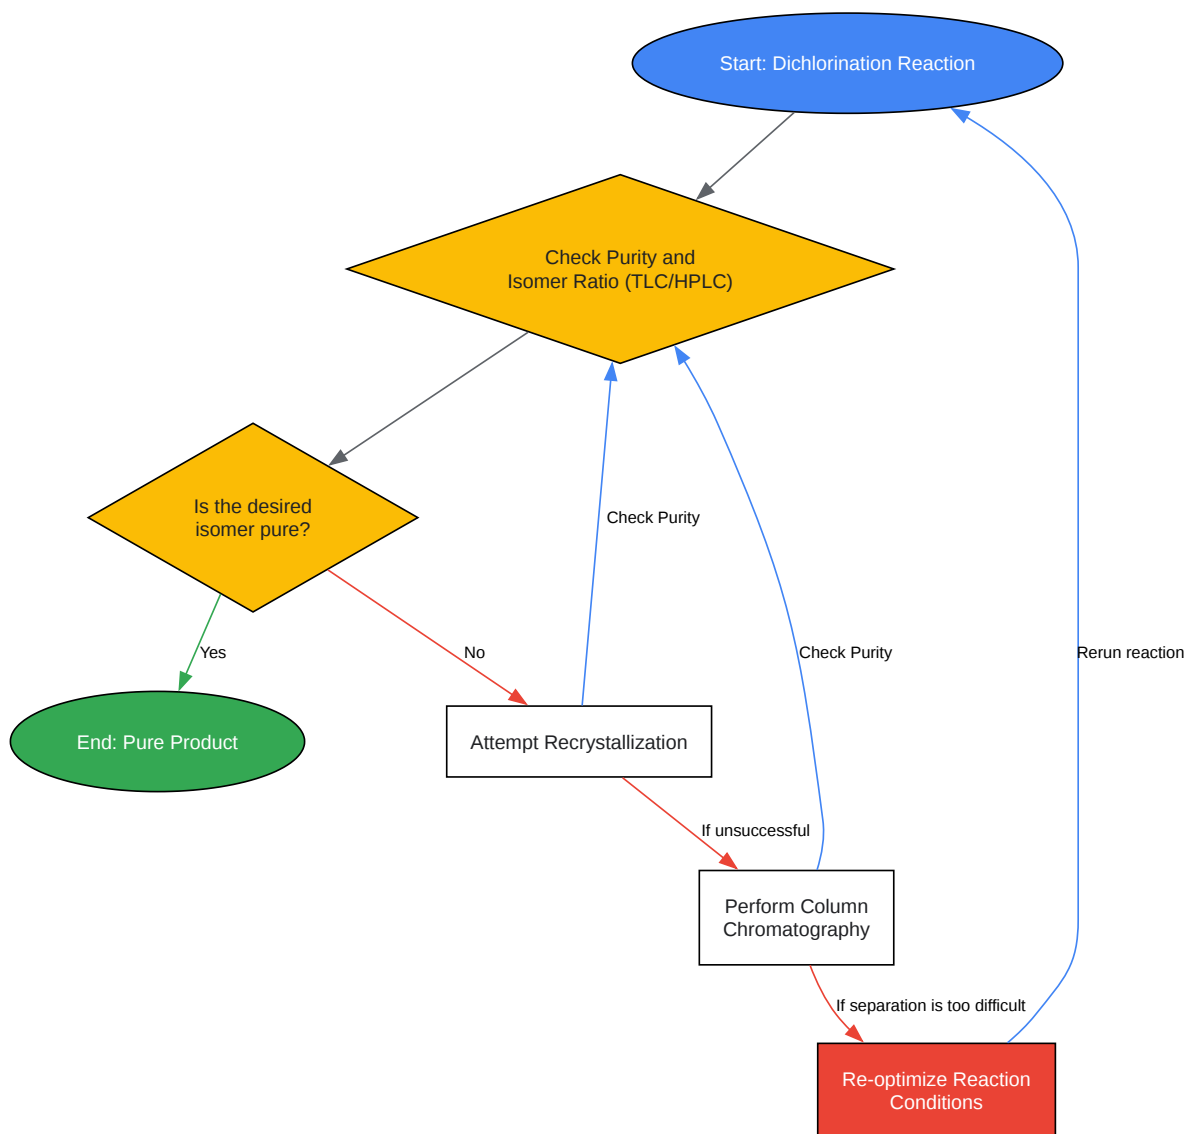 Start: Dichlorination Reaction
Check Purity and
Isomer Ratio (TLC/HPLC)
Is the desired
isomer pure?
Check Purity
Yes
No
Check Purity
Rerun reaction
End: Pure Product
Attempt Recrystallization
If unsuccessful
Perform Column
Chromatography
If separation is too difficult
Re-optimize Reaction
Conditions